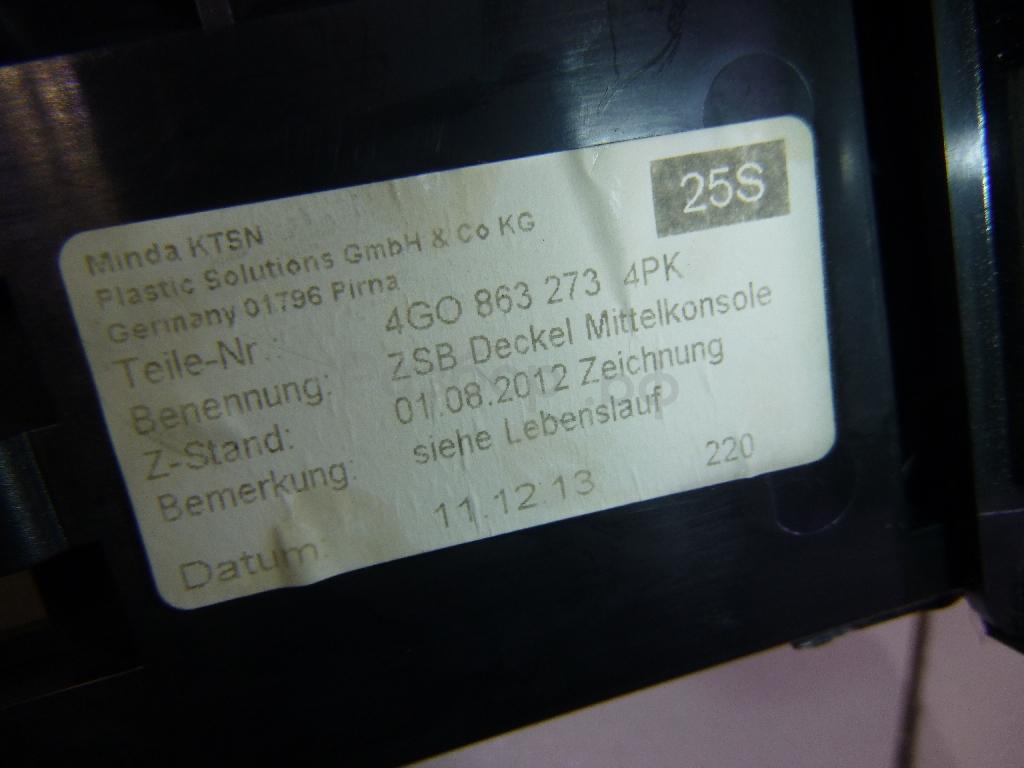 25S
Minda KTSN
Plastic Solutions GmbH & Co KG
Germany 01796 Pirna
Teile-Nr.: 4GO 863 273 4PK
Benennung: ZSB Deckel Mittelkonsole
Z-Stand: 01.08.2012 Zeichnung
Bemerkung: siehe Lebenslauf
220
Datum: 11.12.13